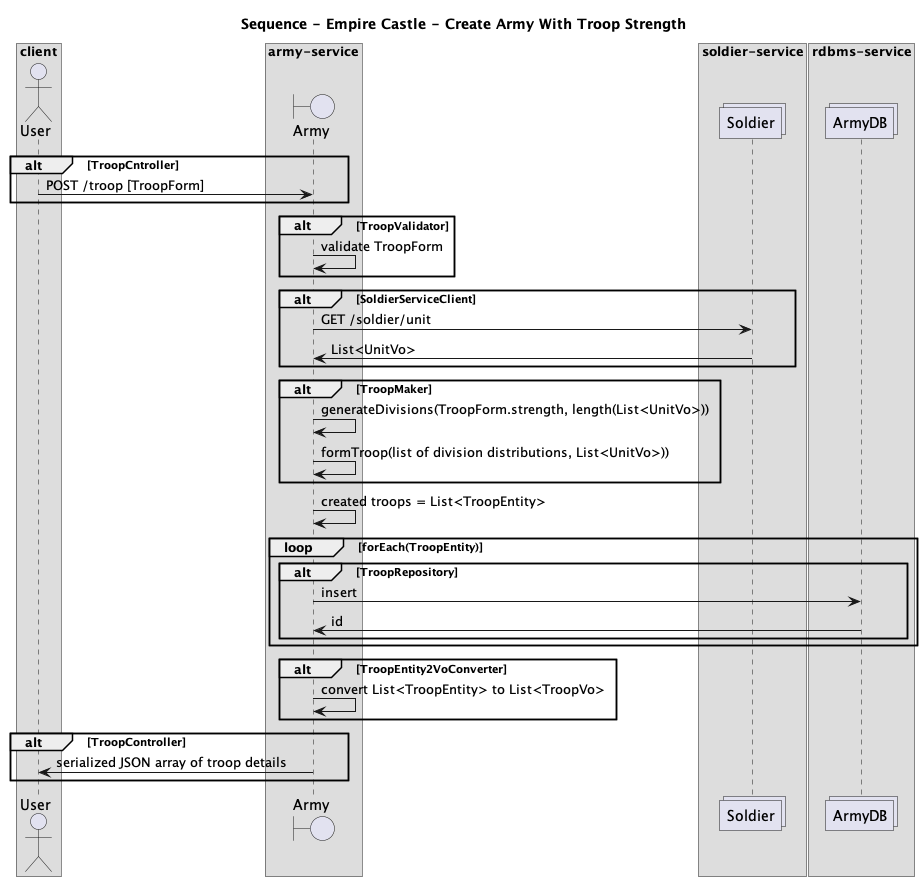 Sequence - Empire Castle - Create Army With Troop Strength
client
army-service
soldier-service
rdbms-service
User
Army
Soldier
ArmyDB
alt [TroopCntroller]
POST /troop [TroopForm]
alt [TroopValidator]
validate TroopForm
alt [SoldierServiceClient]
GET /soldier/unit
List<UnitVo>
alt [TroopMaker]
generateDivisions(TroopForm.strength, length(List<UnitVo>))
formTroop(list of division distributions, List<UnitVo>))
created troops = List<TroopEntity>
loop [forEach(TroopEntity)]
alt [TroopRepository]
insert
id
alt [TroopEntity2VoConverter]
convert List<TroopEntity> to List<TroopVo>
alt [TroopController]
serialized JSON array of troop details
User
Army
Soldier
ArmyDB